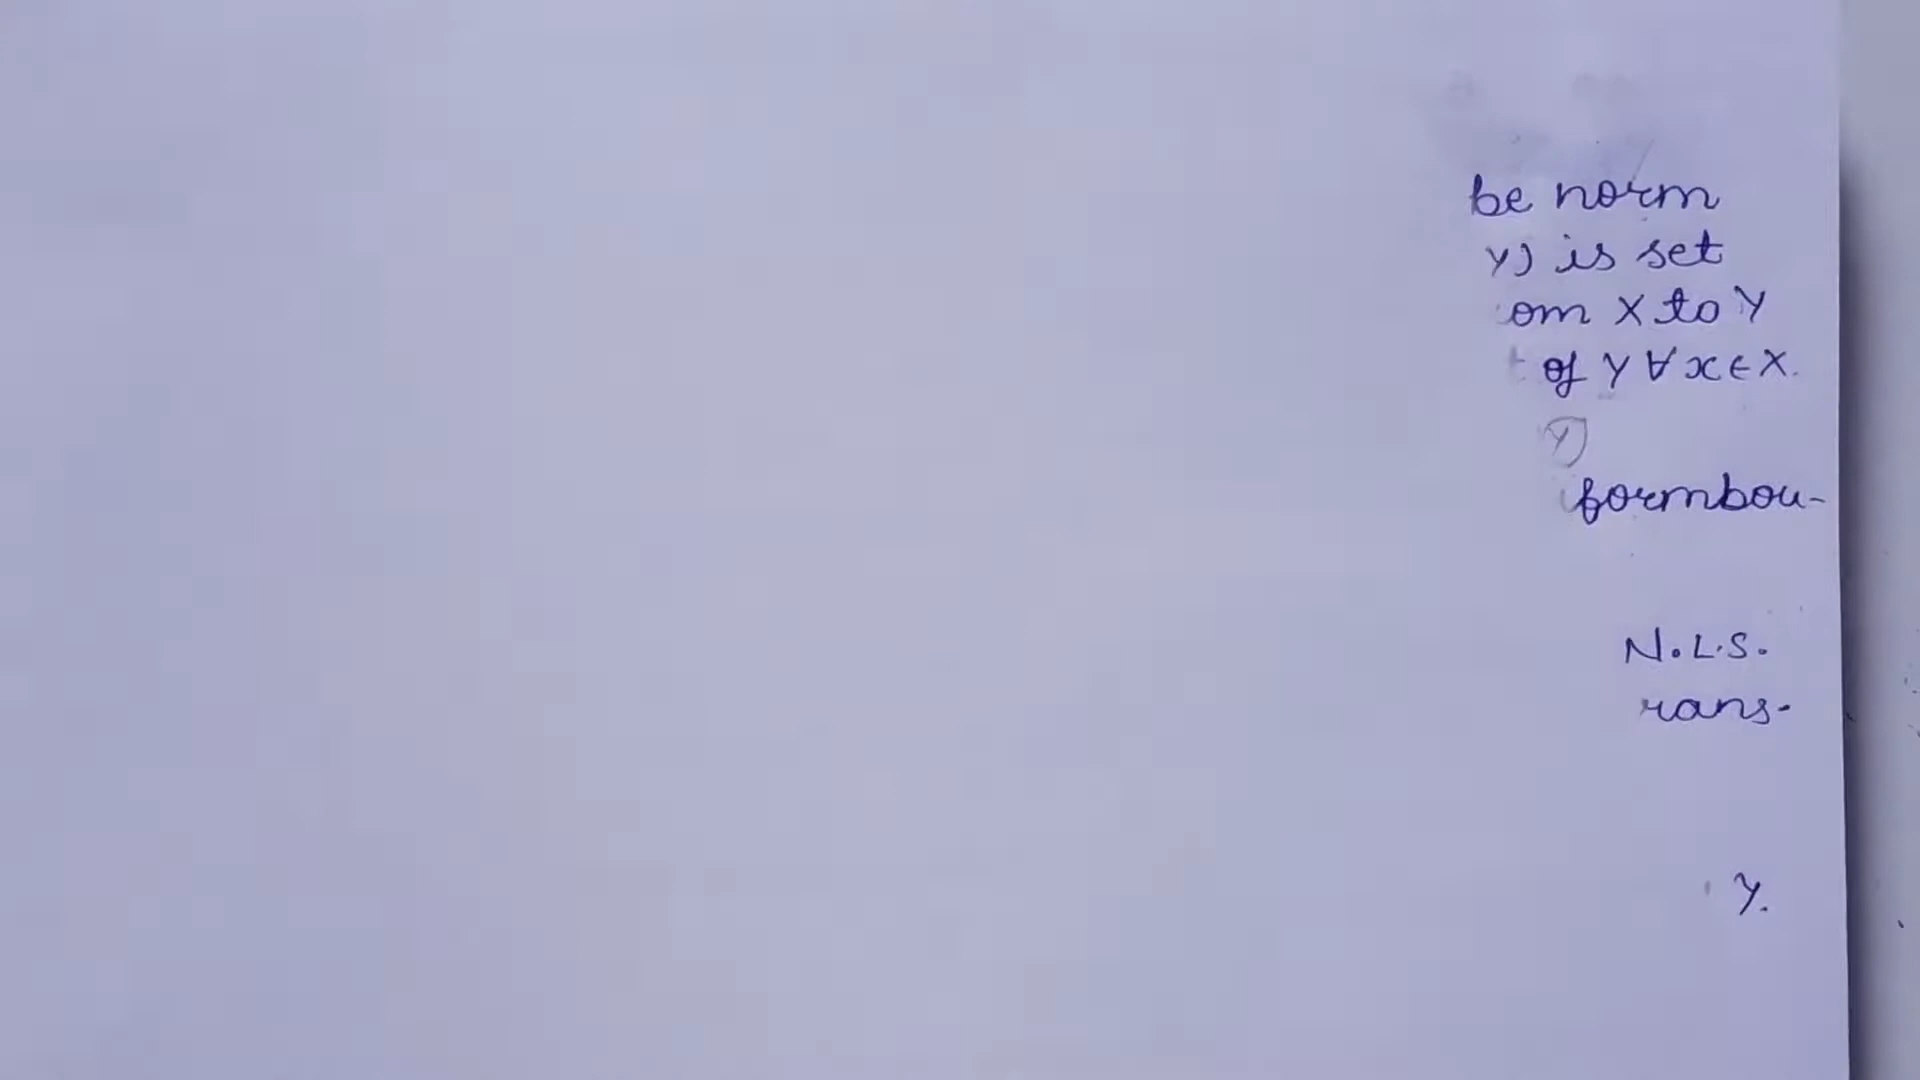 be norm
Y) is set
om X to Y
of Y ∀ x ∈ X.
Y)
formbou-
N.L.S.
rans-
Y.